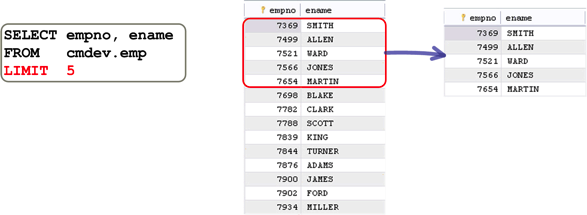 SELECT empno, ename
FROM cmdev.emp
LIMIT 5
empno ename
7369 SMITH
7499 ALLEN
7521 WARD
7566 JONES
7654 MARTIN
7698 BLAKE
7782 CLARK
7788 SCOTT
7839 KING
7844 TURNER
7876 ADAMS
7900 JAMES
7902 FORD
7934 MILLER
empno ename
7369 SMITH
7499 ALLEN
7521 WARD
7566 JONES
7654 MARTIN